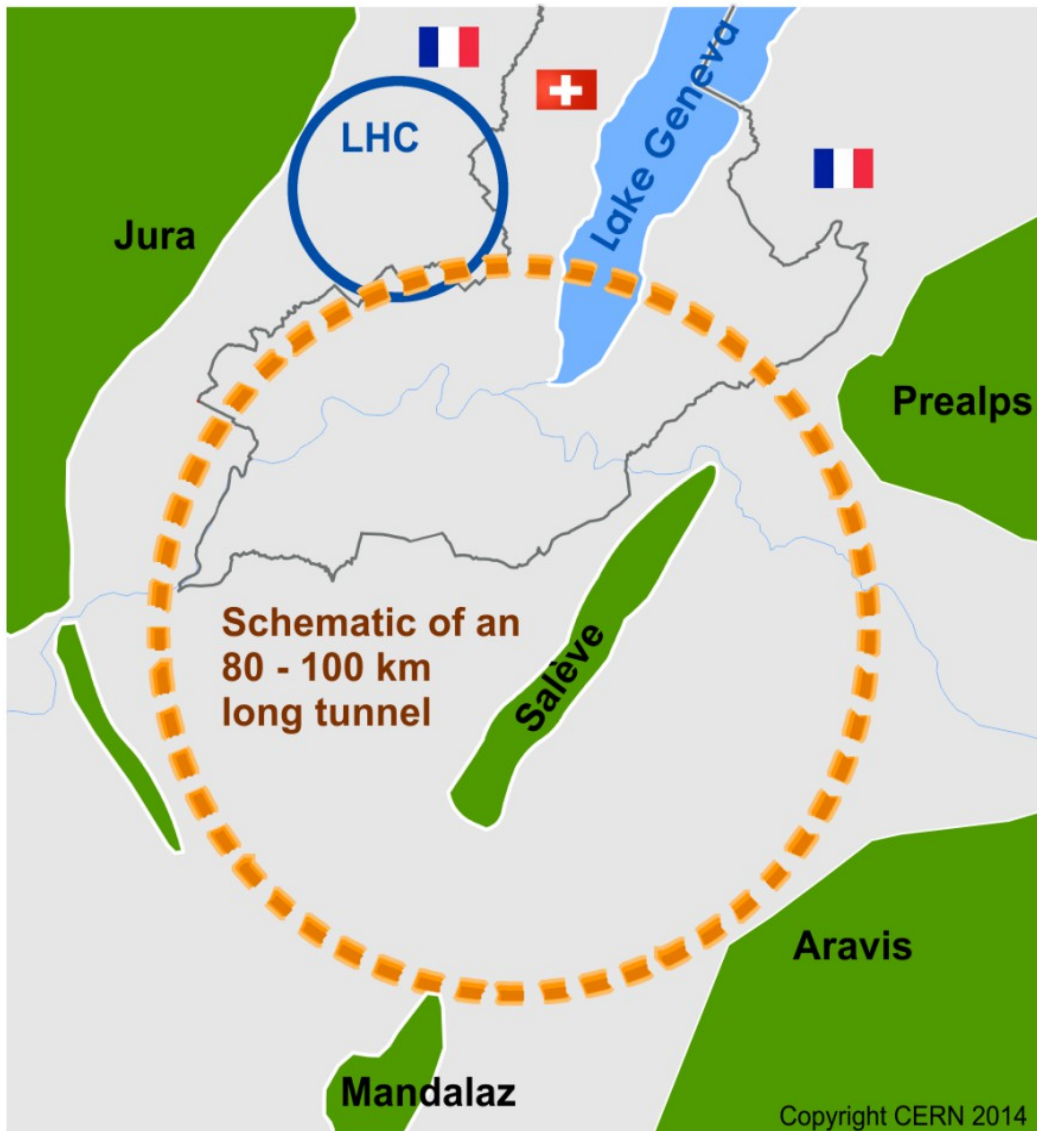 LHC
Lake Geneva
Jura
Prealps
Schematic of an
80 - 100 km
long tunnel
Salève
Aravis
Mandalaz
Copyright CERN 2014